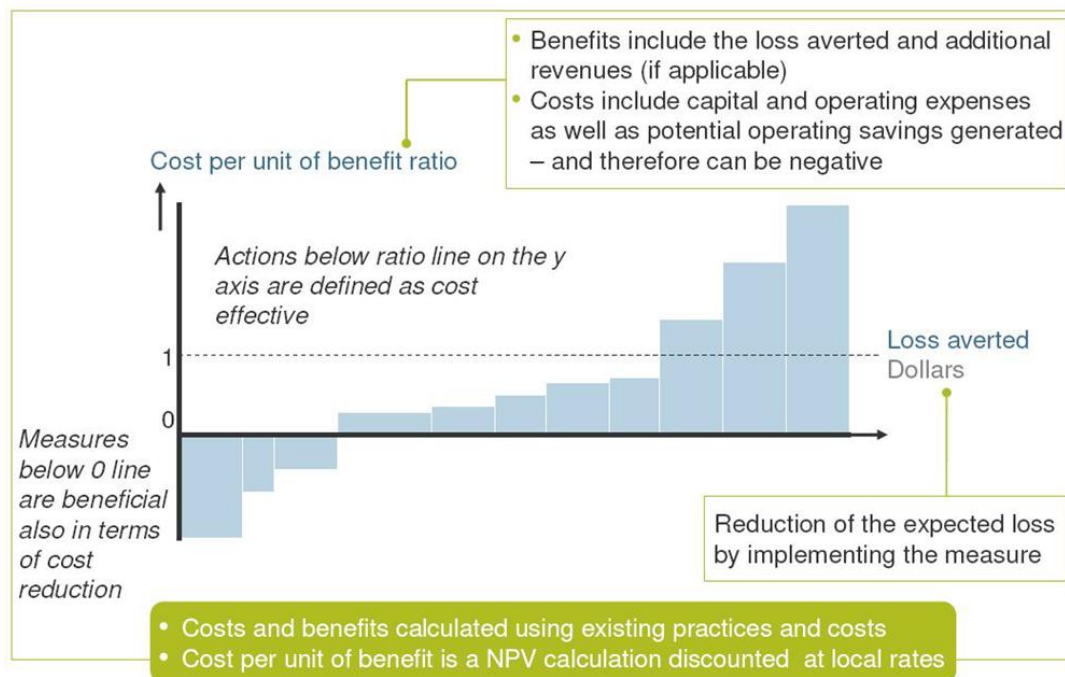 • Benefits include the loss averted and additional
revenues (if applicable)
• Costs include capital and operating expenses
as well as potential operating savings generated
– and therefore can be negative
Cost per unit of benefit ratio
Actions below ratio line on the y
axis are defined as cost
effective
1
0
Loss averted
Dollars
Measures
below 0 line
are beneficial
also in terms
of cost
reduction
Reduction of the expected loss
by implementing the measure
• Costs and benefits calculated using existing practices and costs
• Cost per unit of benefit is a NPV calculation discounted at local rates